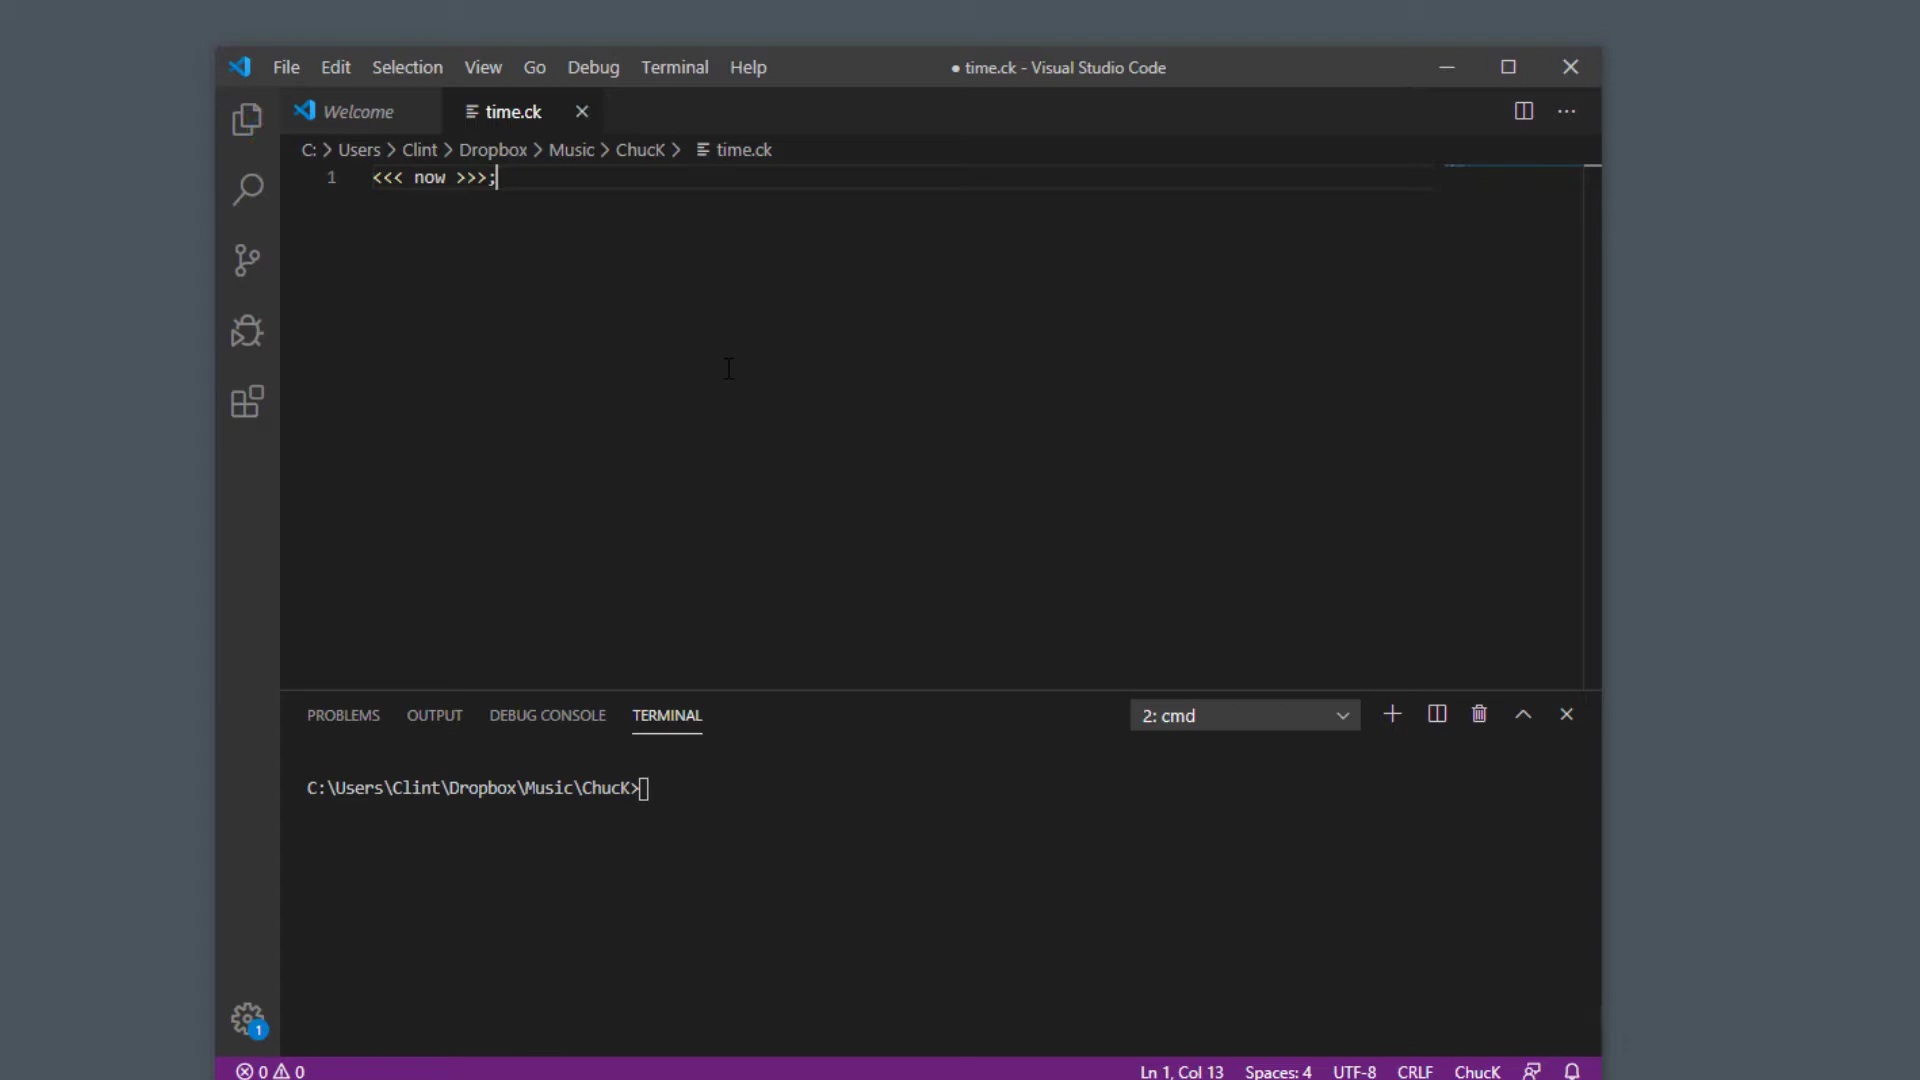 File Edit Selection View Go Debug Terminal Help ● time.ck - Visual Studio Code
Welcome time.ck
C: > Users > Clint > Dropbox > Music > ChucK > time.ck
1 <<< now >>>;
PROBLEMS OUTPUT DEBUG CONSOLE TERMINAL 2: cmd
C:\Users\Clint\Dropbox\Music\ChucK>
1
0 0 Ln 1, Col 13 Spaces: 4 UTF-8 CRLF ChucK